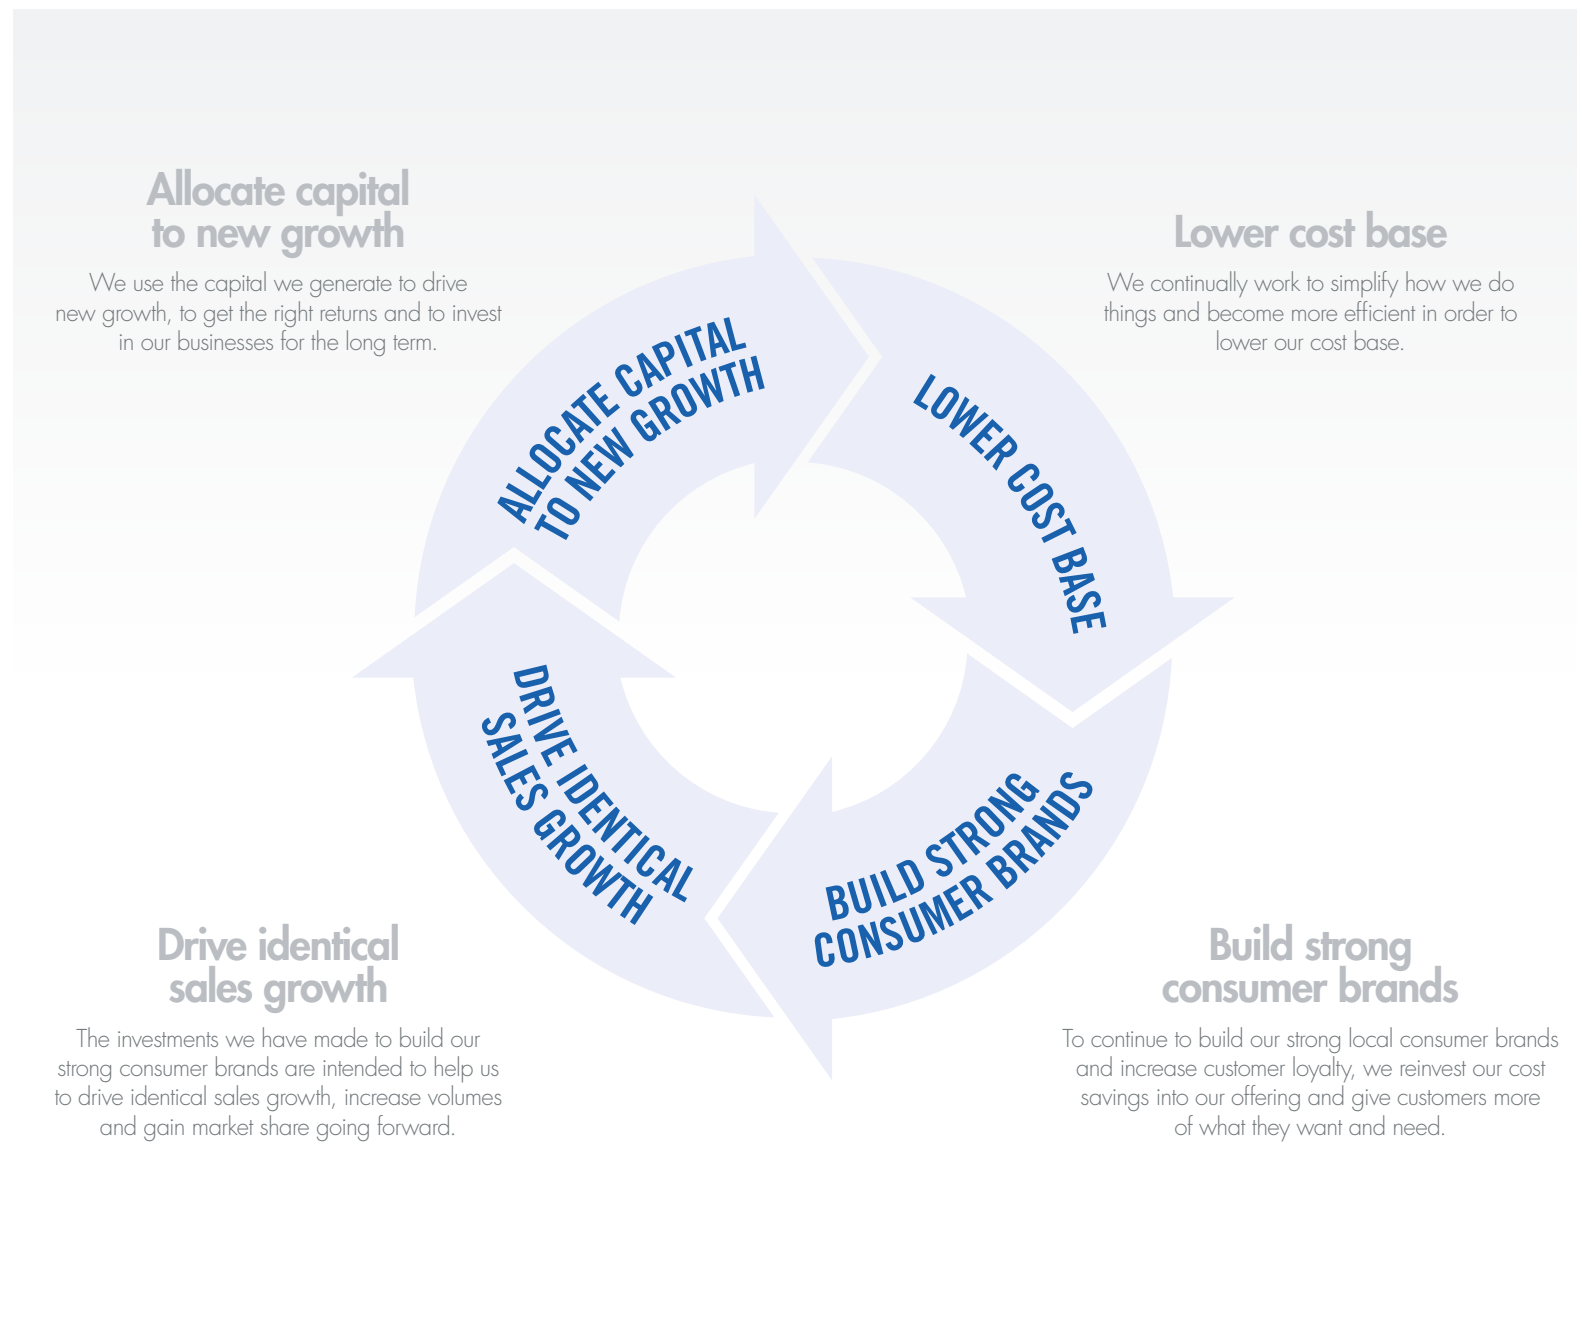 Allocate capital
to new growth
We use the capital we generate to drive
new growth, to get the right returns and to invest
in our businesses for the long term.
Lower cost base
We continually work to simplify how we do
things and become more efficient in order to
lower our cost base.
ALLOCATE CAPITAL
TO NEW GROWTH
LOWER COST BASE
DRIVE IDENTICAL
SALES GROWTH
BUILD STRONG
CONSUMER BRANDS
Drive identical
sales growth
The investments we have made to build our
strong consumer brands are intended to help us
to drive identical sales growth, increase volumes
and gain market share going forward.
Build strong
consumer brands
To continue to build our strong local consumer brands
and increase customer loyalty, we reinvest our cost
savings into our offering and give customers more
of what they want and need.